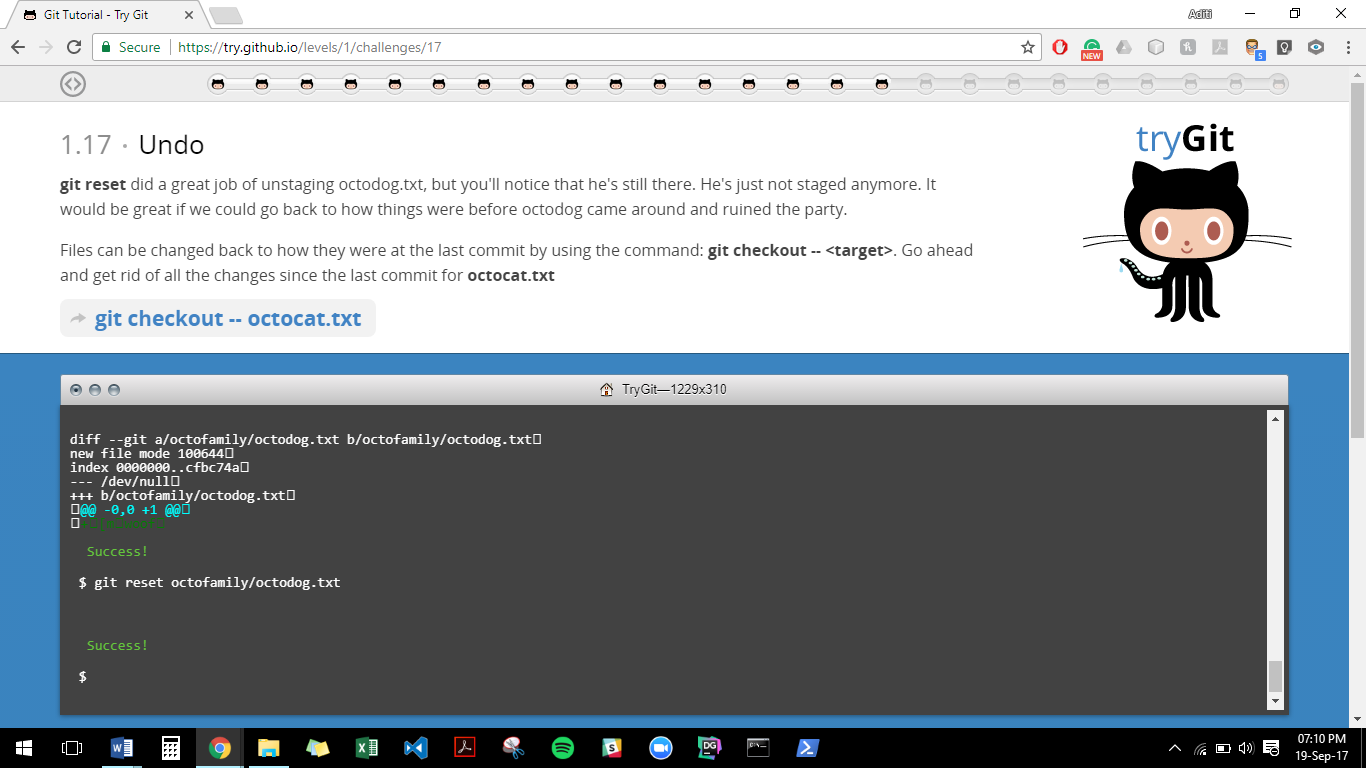 Git Tutorial - Try Git
Aditi
Secure
https://try.github.io/levels/1/challenges/17
NEW
5
1.17 · Undo
tryGit
git reset did a great job of unstaging octodog.txt, but you'll notice that he's still there. He's just not staged anymore. It
would be great if we could go back to how things were before octodog came around and ruined the party.
Files can be changed back to how they were at the last commit by using the command: git checkout -- <target>. Go ahead
and get rid of all the changes since the last commit for octocat.txt
git checkout -- octocat.txt
TryGit—1229x310
diff --git a/octofamily/octodog.txt b/octofamily/octodog.txt
new file mode 100644
index 0000000..cfbc74a
--- /dev/null
+++ b/octofamily/octodog.txt
@@ -0,0 +1 @@
Success!
$ git reset octofamily/octodog.txt
Success!
$
07:10 PM
19-Sep-17